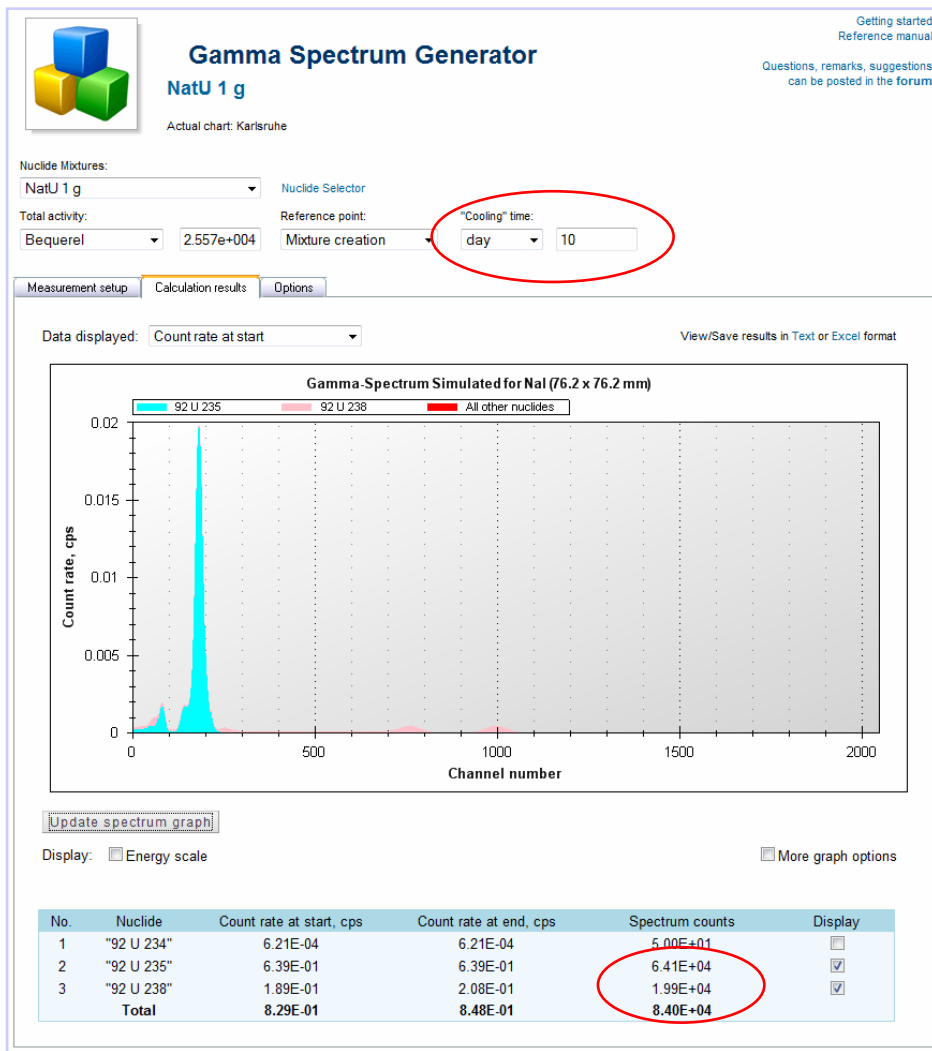 Getting started
Reference manual
Questions, remarks, suggestions
can be posted in the forum
Gamma Spectrum Generator
NatU 1 g
Actual chart: Karlsruhe
Nuclide Mixtures:
NatU 1 g Nuclide Selector
Total activity: Reference point: "Cooling" time:
Bequerel 2.557e+004 Mixture creation day 10
Measurement setup Calculation results Options
Data displayed: Count rate at start View/Save results in Text or Excel format
Gamma-Spectrum Simulated for NaI (76.2 x 76.2 mm)
92 U 235 92 U 238 All other nuclides
0.02
0.015
0.01
0.005
0
Count rate, cps
0 500 1000 1500 2000
Channel number
Update spectrum graph
Display: Energy scale More graph options
No. Nuclide Count rate at start, cps Count rate at end, cps Spectrum counts Display
1 "92 U 234" 6.21E-04 6.21E-04 5.00E+01
2 "92 U 235" 6.39E-01 6.39E-01 6.41E+04
3 "92 U 238" 1.89E-01 2.08E-01 1.99E+04
Total 8.29E-01 8.48E-01 8.40E+04